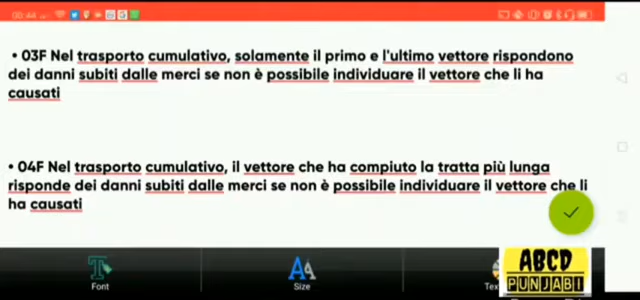 00:44
• 03F Nel trasporto cumulativo, solamente il primo e l'ultimo vettore rispondono
dei danni subiti dalle merci se non è possibile individuare il vettore che li ha
causati
• 04F Nel trasporto cumulativo, il vettore che ha compiuto la tratta più lunga
risponde dei danni subiti dalle merci se non è possibile individuare il vettore che li
ha causati
Font
Size
ABCD
PUNJABI